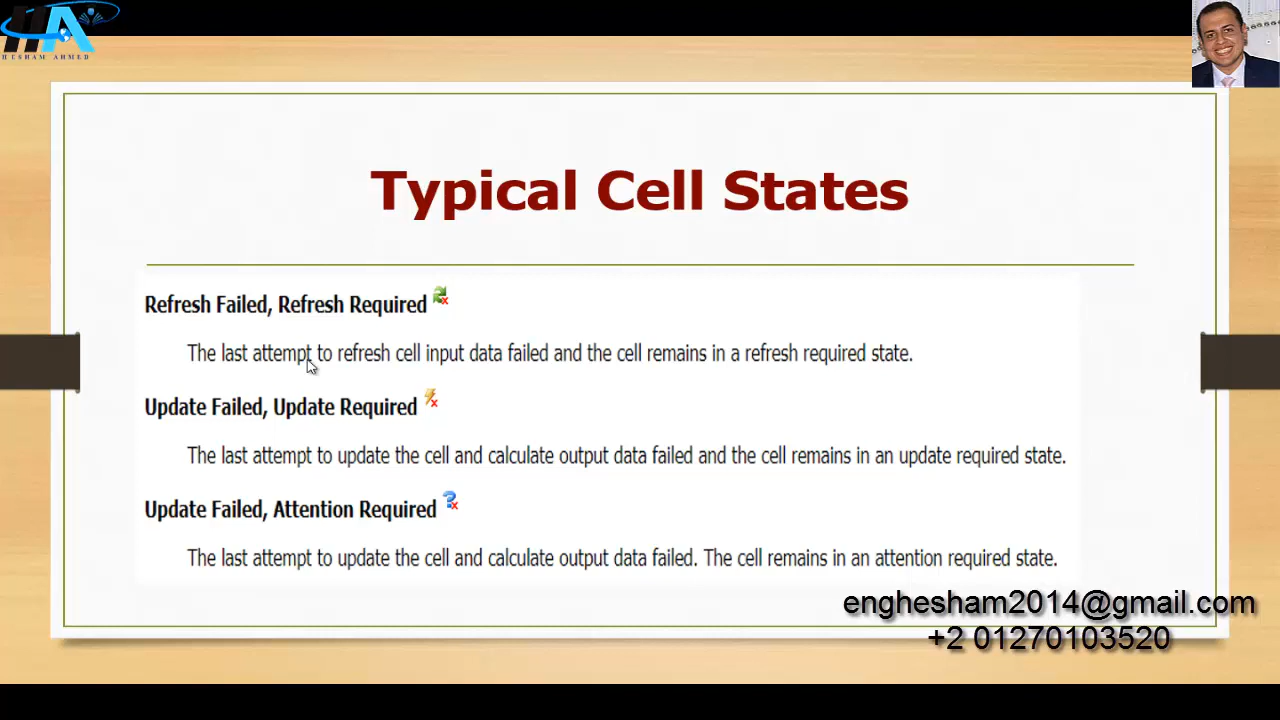 HA
HESHAM AHMED
Typical Cell States
Refresh Failed, Refresh Required
The last attempt to refresh cell input data failed and the cell remains in a refresh required state.
Update Failed, Update Required
The last attempt to update the cell and calculate output data failed and the cell remains in an update required state.
Update Failed, Attention Required
The last attempt to update the cell and calculate output data failed. The cell remains in an attention required state.
enghesham2014@gmail.com
+2 01270103520